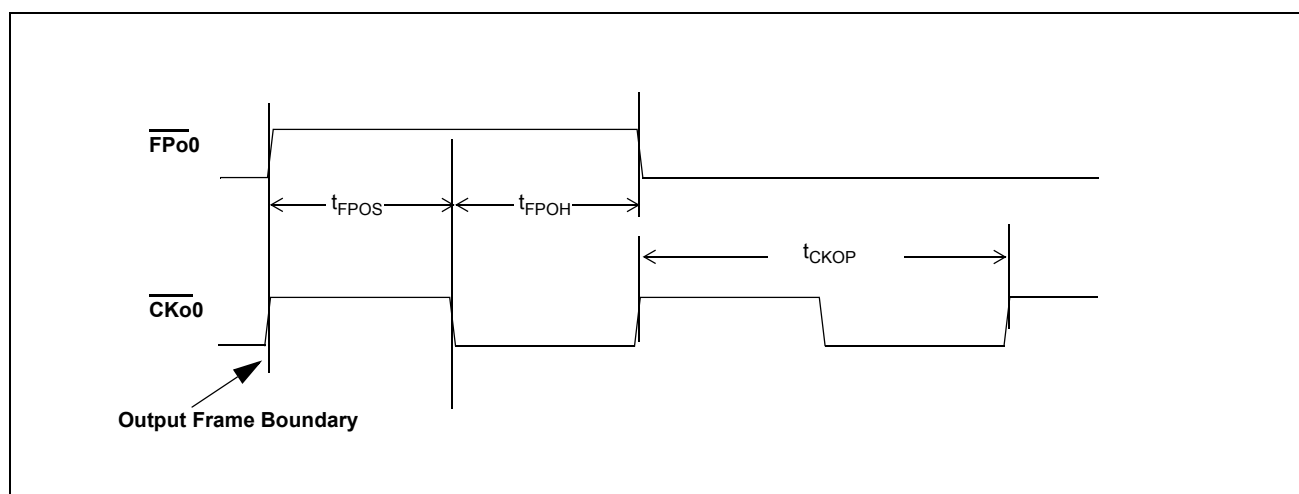 FPo0
tFPOS
tFPOH
tCKOP
CKo0
Output Frame Boundary